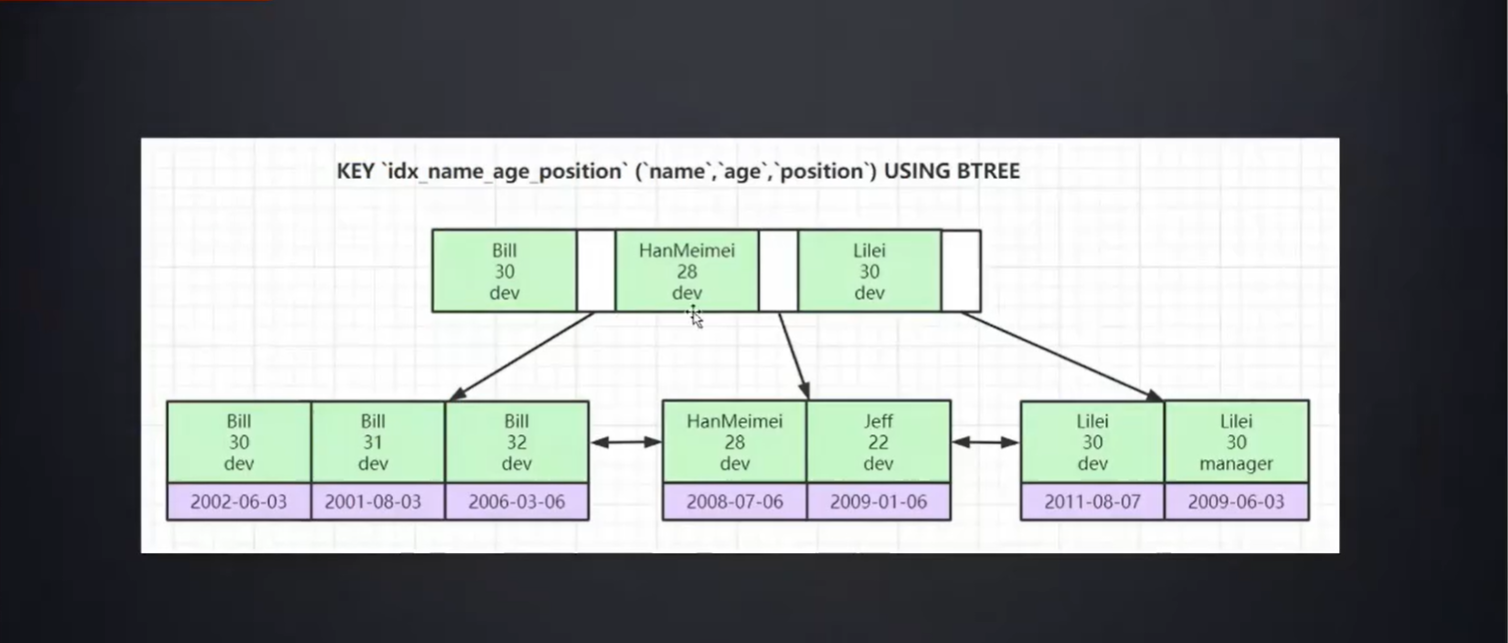 KEY `idx_name_age_position` (`name`,`age`,`position`) USING BTREE
Bill
30
dev
HanMeimei
28
dev
Lilei
30
dev
Bill
30
dev
2002-06-03
Bill
31
dev
2001-08-03
Bill
32
dev
2006-03-06
HanMeimei
28
dev
2008-07-06
Jeff
22
dev
2009-01-06
Lilei
30
dev
2011-08-07
Lilei
30
manager
2009-06-03